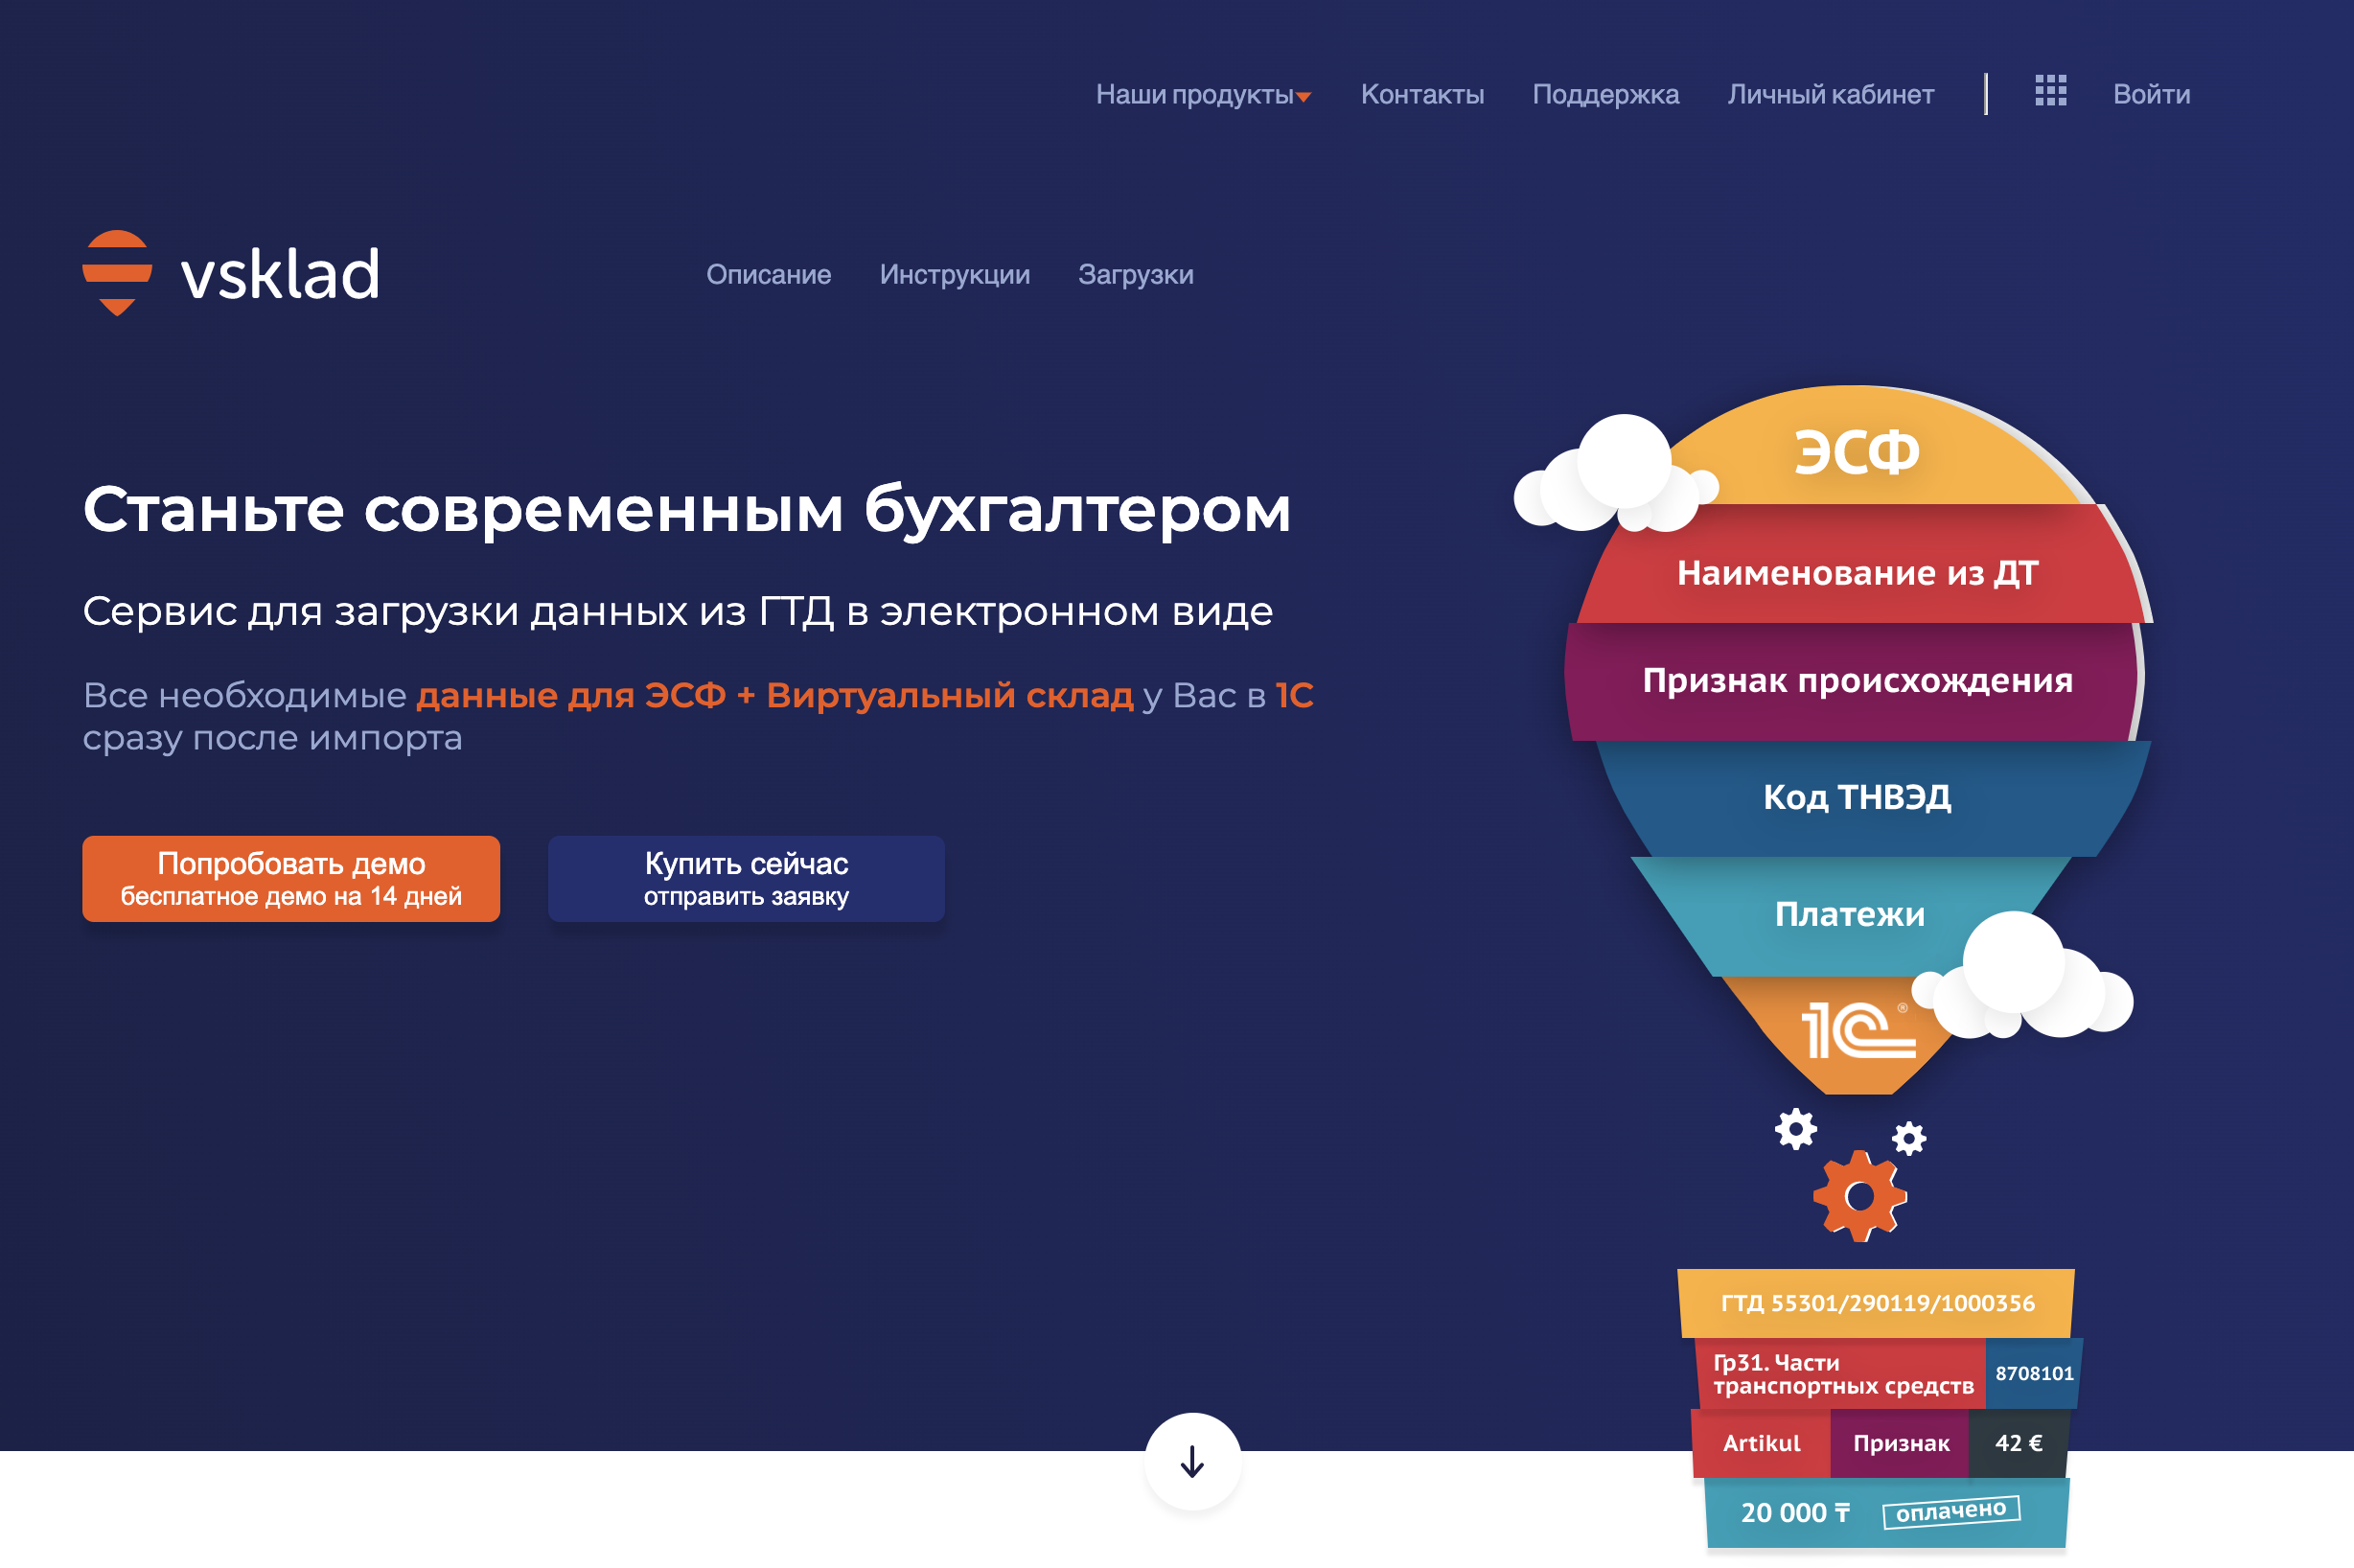 Наши продукты
Контакты
Поддержка
Личный кабинет
Войти
vsklad
Описание
Инструкции
Загрузки
Станьте современным бухгалтером
Сервис для загрузки данных из ГТД в электронном виде
Все необходимые данные для ЭСФ + Виртуальный склад у Вас в 1С
сразу после импорта
Попробовать демо
бесплатное демо на 14 дней
Купить сейчас
отправить заявку
ЭСФ
Наименование из ДТ
Признак происхождения
Код ТНВЭД
Платежи
1С®
ГТД 55301/290119/1000356
Гр31. Части
транспортных средств
8708101
Artikul
Признак
42 €
20 000 ₸
оплачено